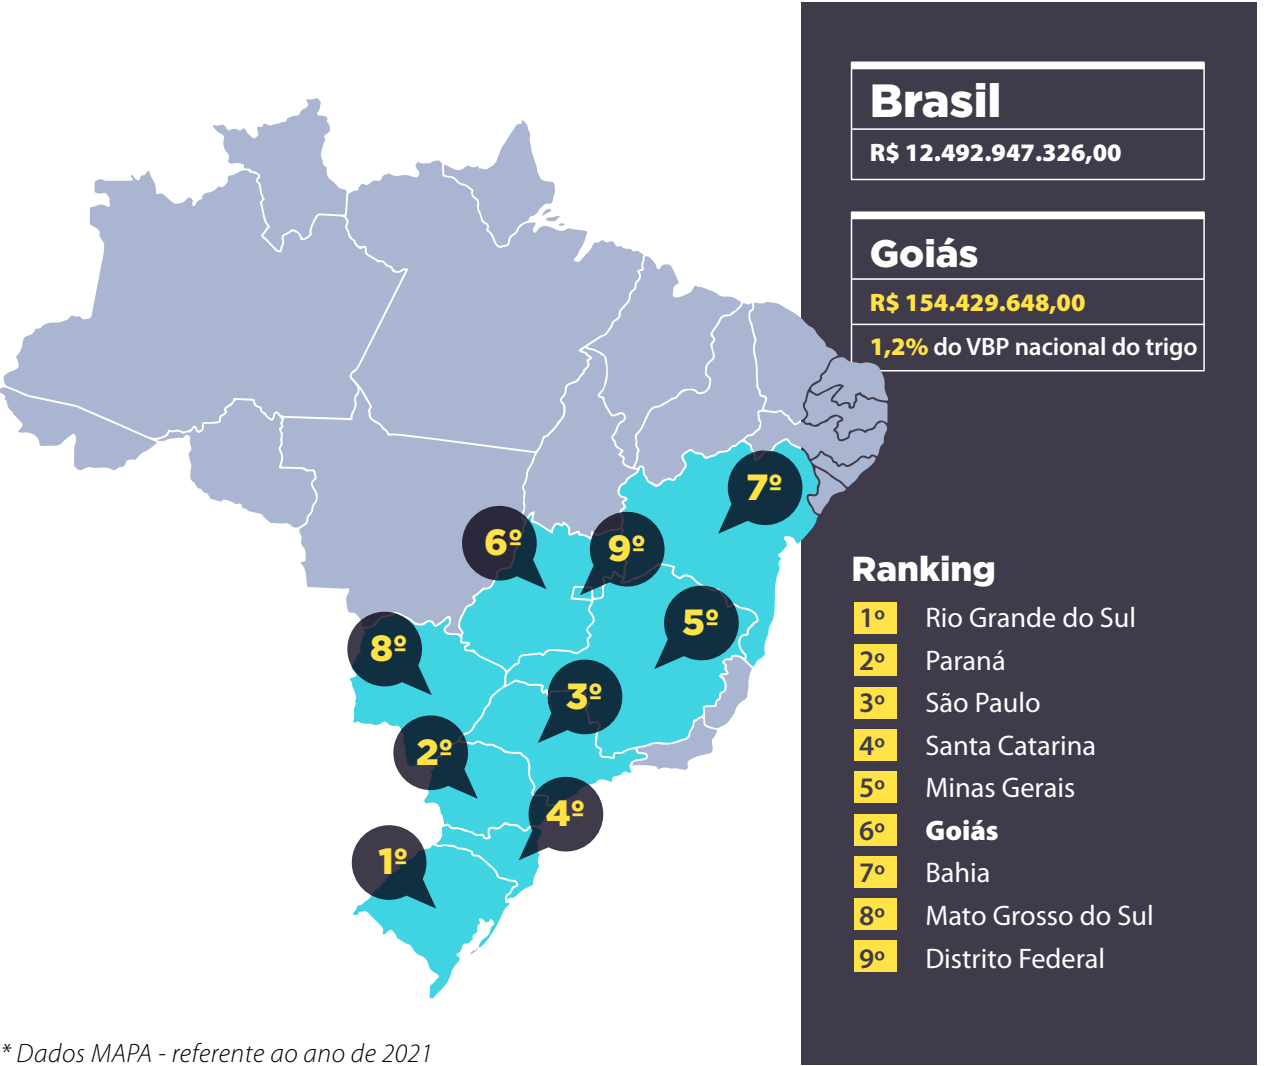 Brasil
R$ 12.492.947.326,00
Goiás
R$ 154.429.648,00
1,2% do VBP nacional do trigo
7º
6º
9º
5º
8º
3º
2º
4º
1º
Ranking
1º Rio Grande do Sul
2º Paraná
3º São Paulo
4º Santa Catarina
5º Minas Gerais
6º Goiás
7º Bahia
8º Mato Grosso do Sul
9º Distrito Federal
* Dados MAPA - referente ao ano de 2021